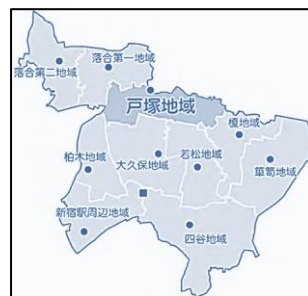 落合第一地域
落合第二地域
戸塚地域
榎地域
柏木地域
大久保地域
若松地域
箪笥地域
新宿駅周辺地域
四谷地域